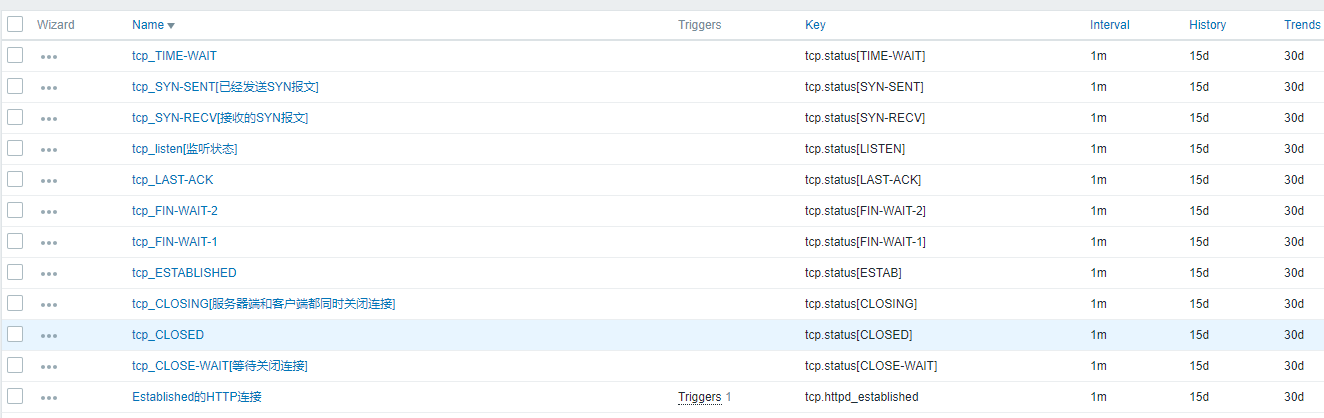 Wizard Name Triggers Key Interval History Trends
tcp_TIME-WAIT tcp.status[TIME-WAIT] 1m 15d 30d
tcp_SYN-SENT[已经发送SYN报文] tcp.status[SYN-SENT] 1m 15d 30d
tcp_SYN-RECV[接收的SYN报文] tcp.status[SYN-RECV] 1m 15d 30d
tcp_listen[监听状态] tcp.status[LISTEN] 1m 15d 30d
tcp_LAST-ACK tcp.status[LAST-ACK] 1m 15d 30d
tcp_FIN-WAIT-2 tcp.status[FIN-WAIT-2] 1m 15d 30d
tcp_FIN-WAIT-1 tcp.status[FIN-WAIT-1] 1m 15d 30d
tcp_ESTABLISHED tcp.status[ESTAB] 1m 15d 30d
tcp_CLOSING[服务器端和客户端都同时关闭连接] tcp.status[CLOSING] 1m 15d 30d
tcp_CLOSED tcp.status[CLOSED] 1m 15d 30d
tcp_CLOSE-WAIT[等待关闭连接] tcp.status[CLOSE-WAIT] 1m 15d 30d
Established的HTTP连接 Triggers 1 tcp.httpd_established 1m 15d 30d